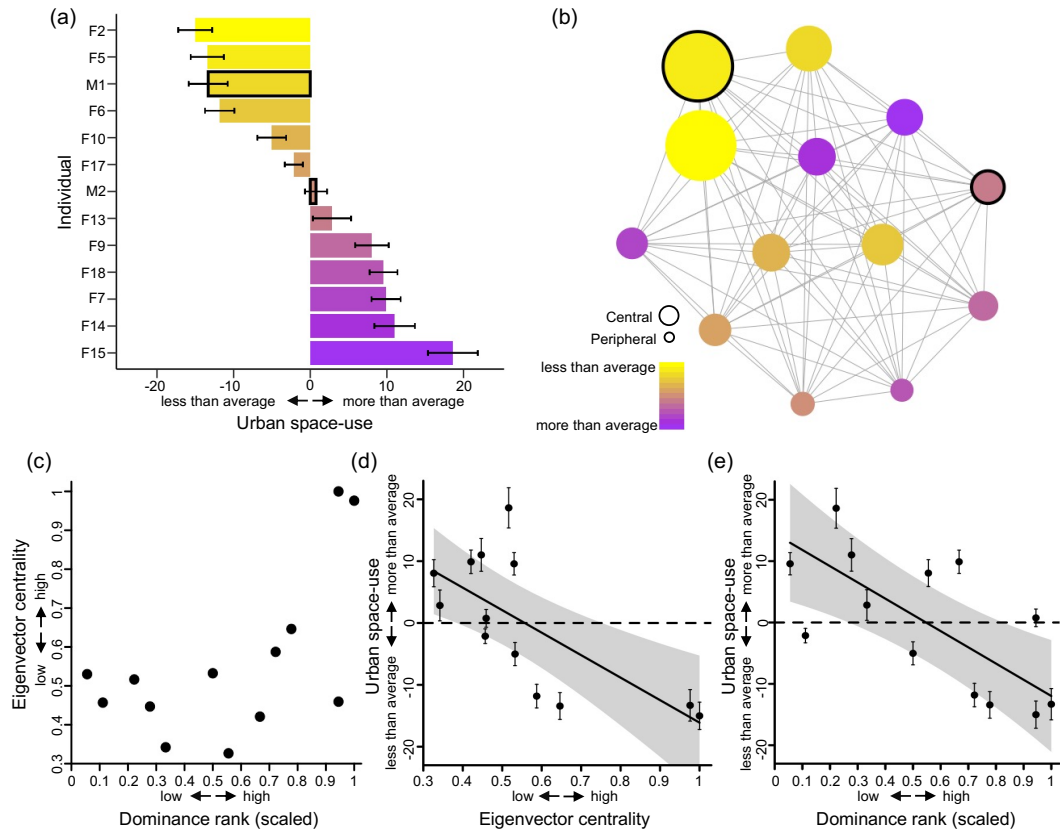 (a)
Individual
F2
F5
M1
F6
F10
F17
M2
F13
F9
F18
F7
F14
F15
-20 -10 0 10 20
less than average more than average
Urban space-use
(b)
Central
Peripheral
less than average
more than average
(c)
Eigenvector centrality
low high
1
0.9
0.8
0.7
0.6
0.5
0.4
0.3
0 0.1 0.2 0.3 0.4 0.5 0.6 0.7 0.8 0.9 1
low high
Dominance rank (scaled)
(d)
Urban space-use
less than average more than average
20
10
0
-10
-20
0.3 0.4 0.5 0.6 0.7 0.8 0.9 1
low high
Eigenvector centrality
(e)
Urban space-use
less than average more than average
20
10
0
-10
-20
0 0.1 0.2 0.3 0.4 0.5 0.6 0.7 0.8 0.9 1
low high
Dominance rank (scaled)